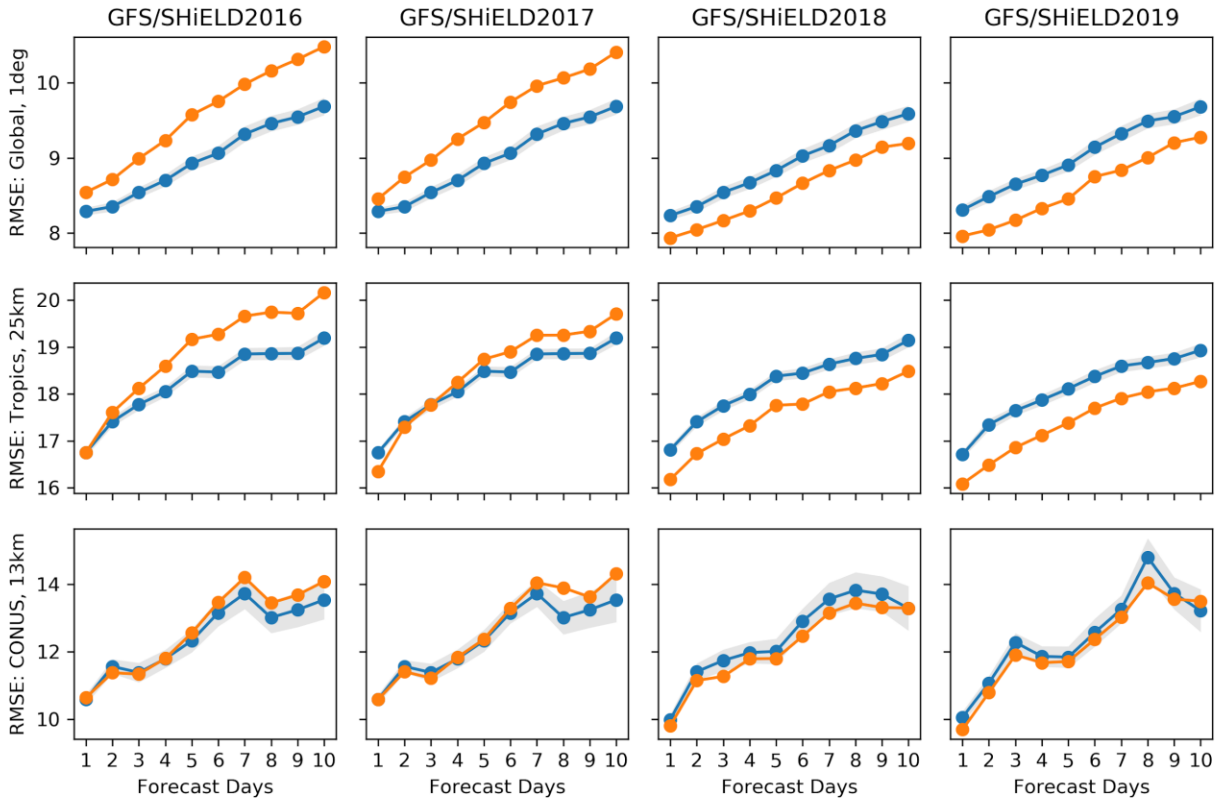 GFS/SHiELD2016 GFS/SHiELD2017 GFS/SHiELD2018 GFS/SHiELD2019
RMSE: Global, 1deg
10
9
8
RMSE: Tropics, 25km
20
19
18
17
16
RMSE: CONUS, 13km
14
12
10
1 2 3 4 5 6 7 8 9 10 1 2 3 4 5 6 7 8 9 10 1 2 3 4 5 6 7 8 9 10 1 2 3 4 5 6 7 8 9 10
Forecast Days Forecast Days Forecast Days Forecast Days